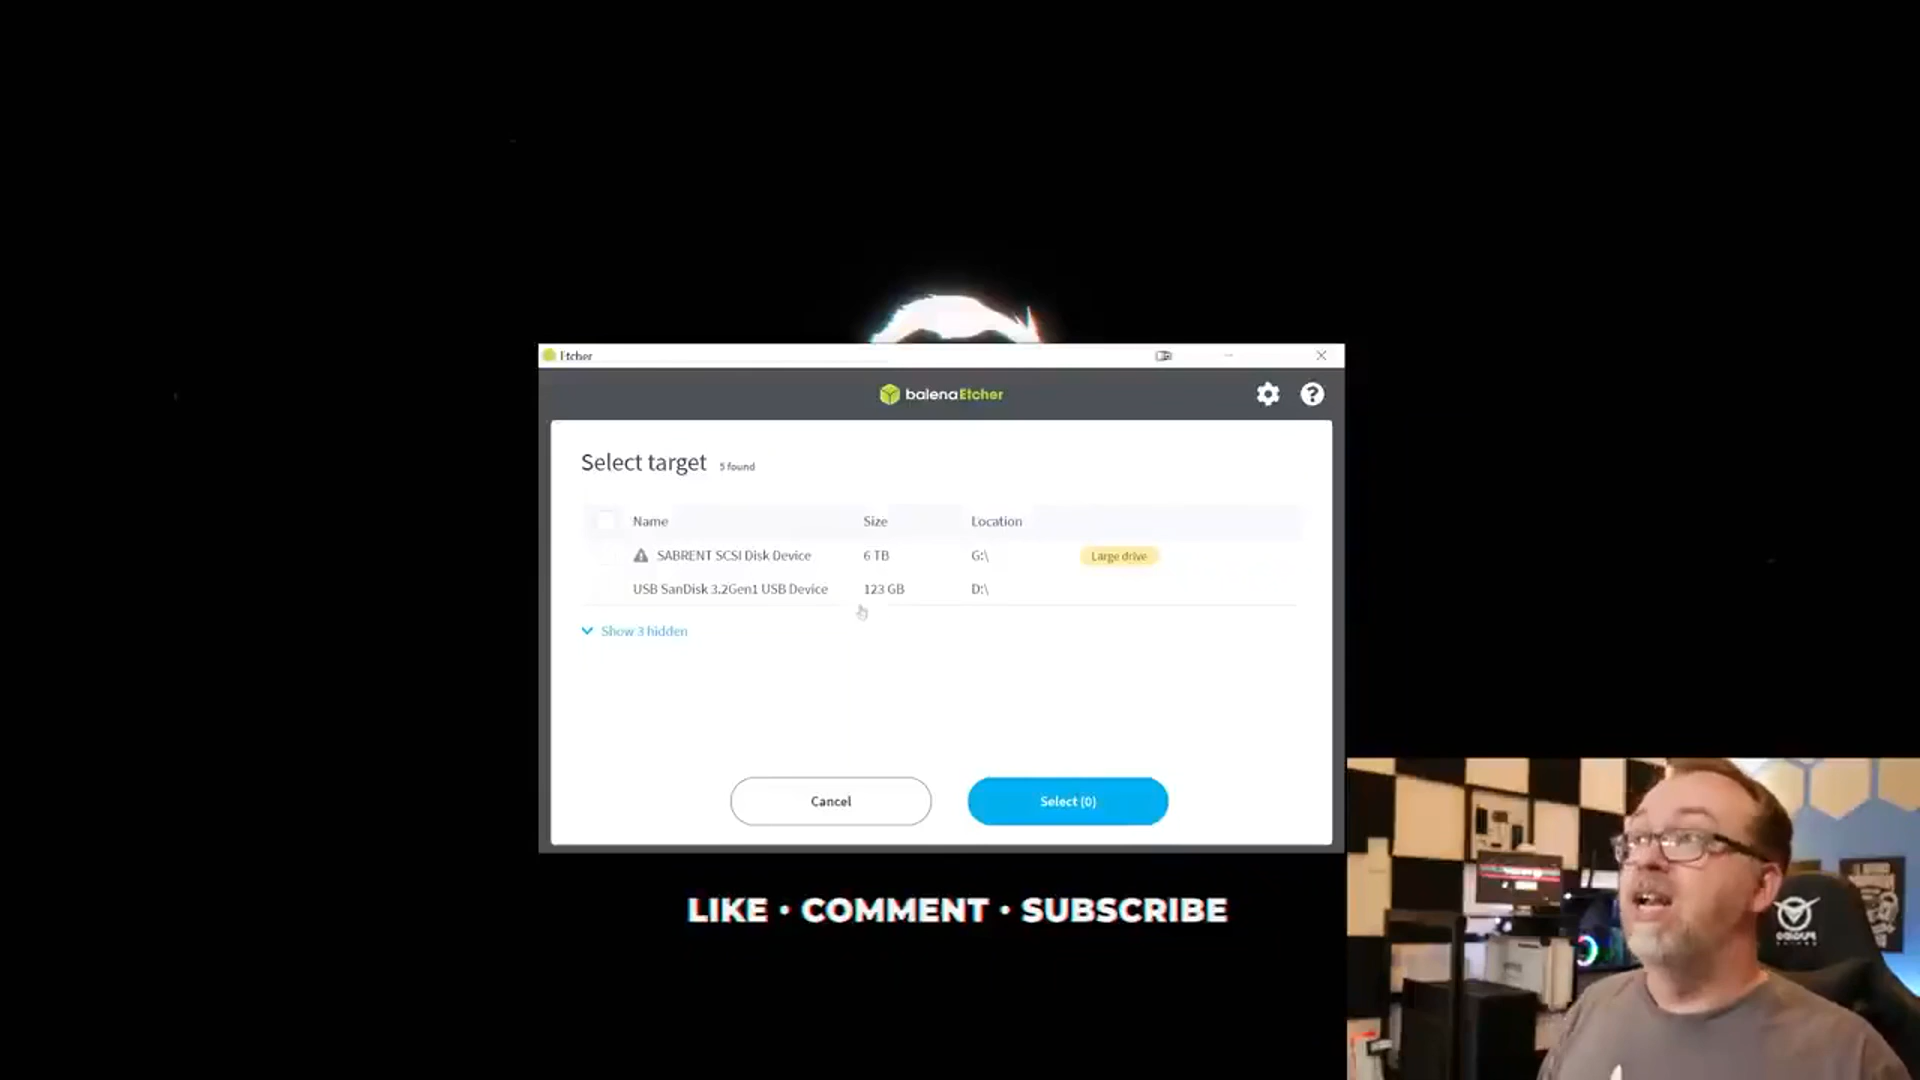 Etcher
balenaEtcher
Select target 5 found
Name Size Location
SABRENT SCSI Disk Device 6 TB G:\ Large drive
USB SanDisk 3.2Gen1 USB Device 123 GB D:\
Show 3 hidden
Cancel Select (0)
LIKE • COMMENT • SUBSCRIBE